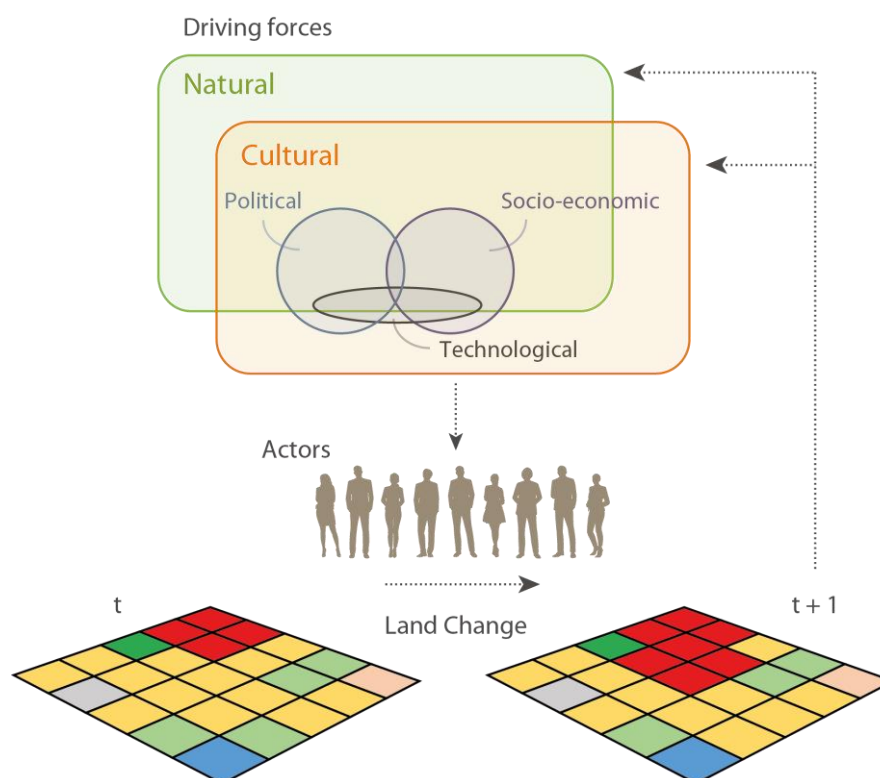 Driving forces
Natural
Cultural
Political
Socio-economic
Technological
Actors
t
t + 1
Land Change